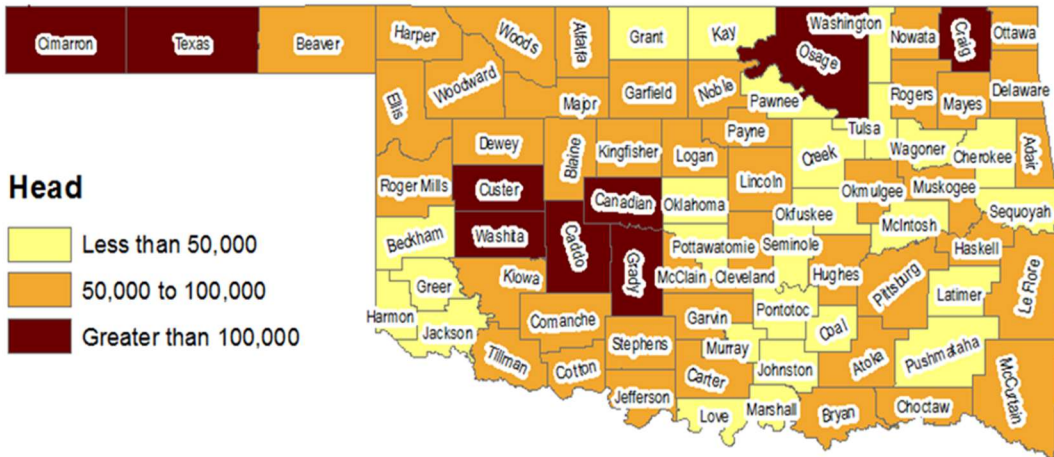 Cimarron
Texas
Beaver
Harper
Woods
Alfalfa
Grant
Kay
Washington
Osage
Nowata
Craig
Ottawa
Ellis
Woodward
Major
Garfield
Noble
Pawnee
Rogers
Mayes
Delaware
Dewey
Blaine
Kingfisher
Logan
Payne
Creek
Tulsa
Wagoner
Cherokee
Adair
Roger Mills
Custer
Canadian
Oklahoma
Lincoln
Okfuskee
Okmulgee
Muskogee
McIntosh
Sequoyah
Head
Less than 50,000
50,000 to 100,000
Greater than 100,000
Beckham
Washita
Caddo
Grady
Pottawatomie
Seminole
McClain
Cleveland
Hughes
Pittsburg
Haskell
Latimer
Le Flore
Greer
Kiowa
Harmon
Jackson
Comanche
Stephens
Garvin
Pontotoc
Coal
Murray
Johnston
Atoka
Pushmataha
McCurtain
Tillman
Cotton
Jefferson
Carter
Love
Marshall
Bryan
Choctaw